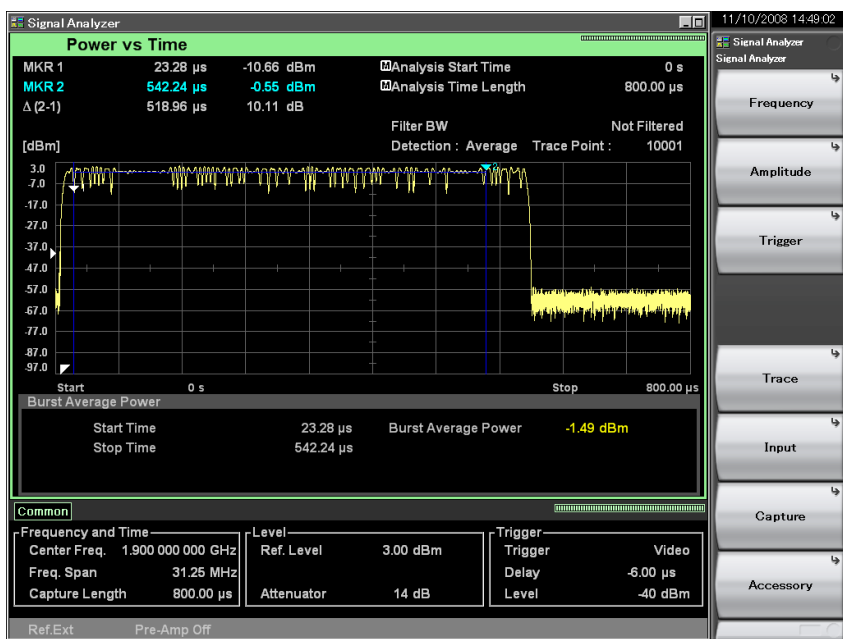 Signal Analyzer
11/10/2008 14:49:02
Power vs Time
MKR 1 23.28 µs -10.66 dBm
MKR 2 542.24 µs -0.55 dBm
Δ (2-1) 518.96 µs 10.11 dB
M Analysis Start Time 0 s
M Analysis Time Length 800.00 µs
Filter BW Not Filtered
[dBm] Detection : Average Trace Point : 10001
3.0
-7.0
-17.0
-27.0
-37.0
-47.0
-57.0
-67.0
-77.0
-87.0
-97.0
2
Start 0 s Stop 800.00 µs
Burst Average Power
Start Time 23.28 µs Burst Average Power -1.49 dBm
Stop Time 542.24 µs
Common
Frequency and Time
Center Freq. 1.900 000 000 GHz
Freq. Span 31.25 MHz
Capture Length 800.00 µs
Level
Ref. Level 3.00 dBm
Attenuator 14 dB
Trigger
Trigger Video
Delay -6.00 µs
Level -40 dBm
Ref.Ext Pre-Amp Off
Signal Analyzer
Signal Analyzer
Frequency
Amplitude
Trigger
Trace
Input
Capture
Accessory